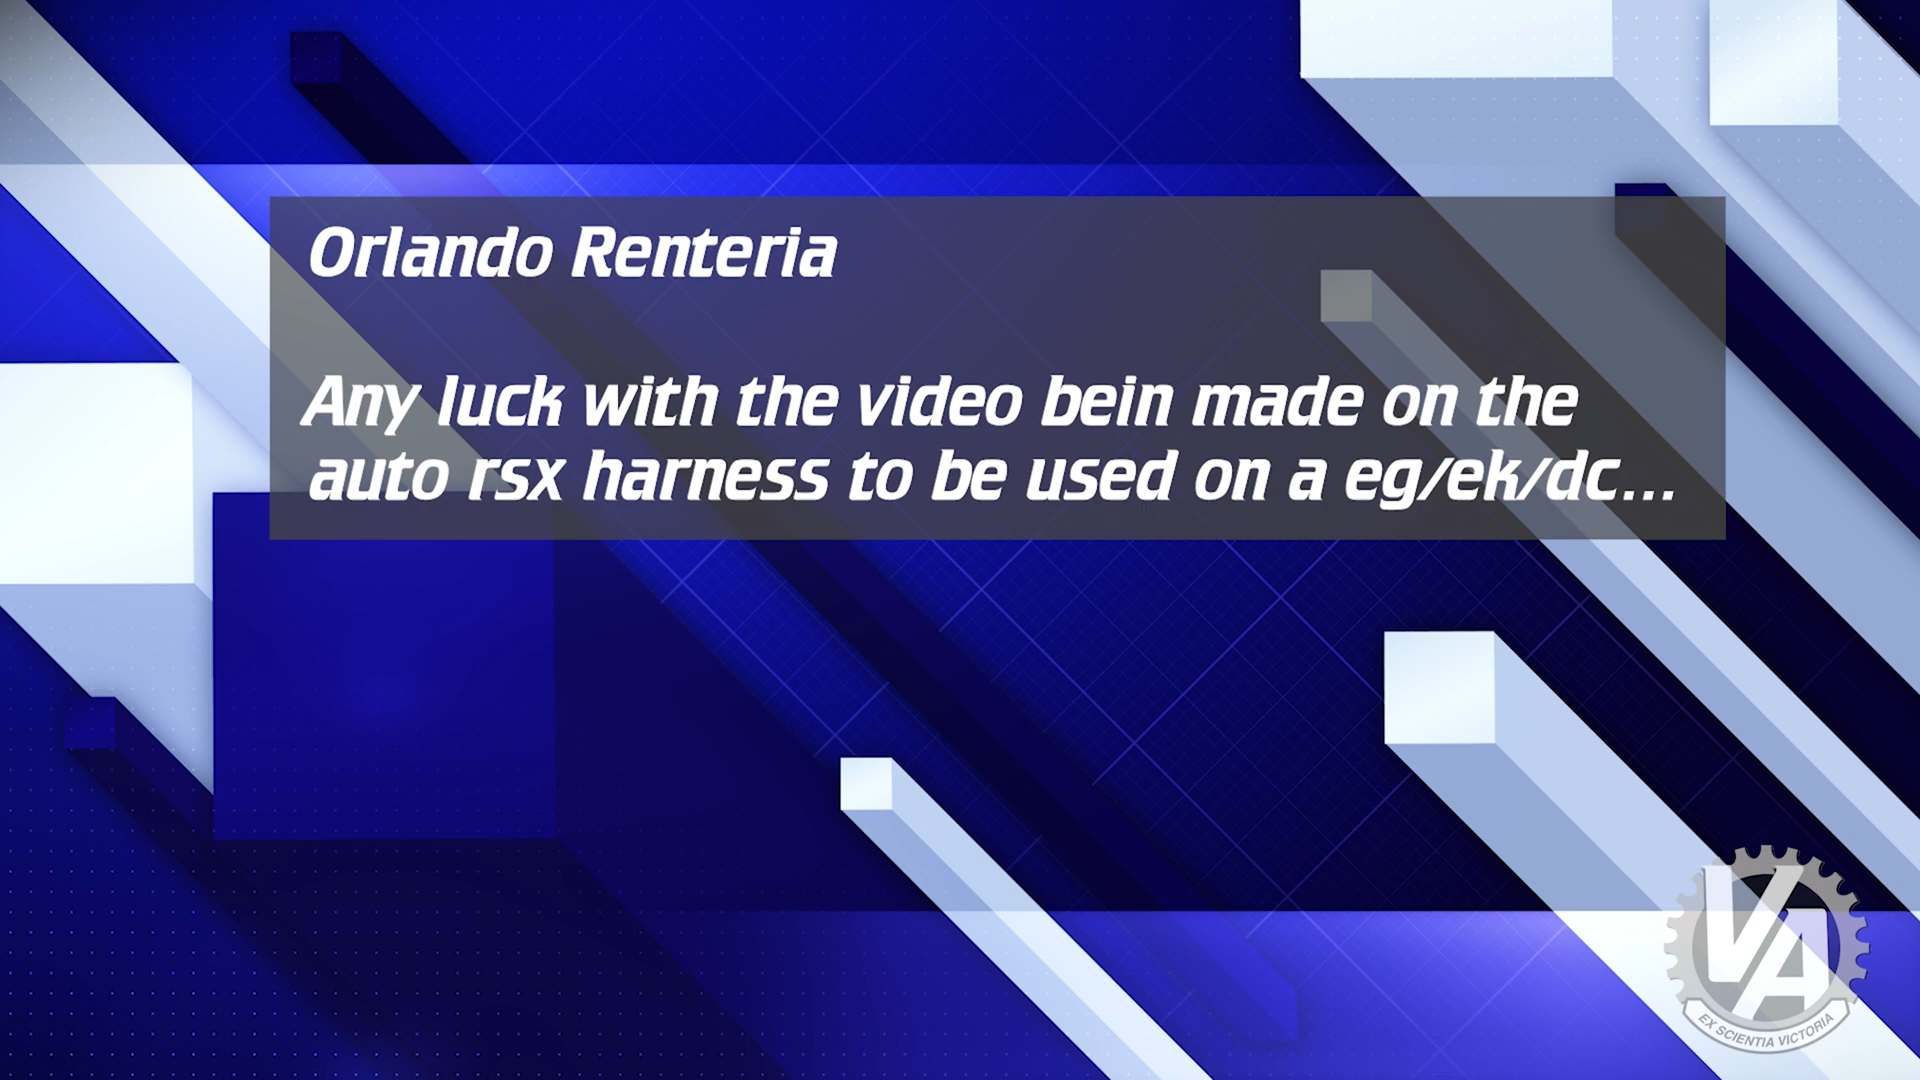 Orlando Renteria
Any luck with the video bein made on the
auto rsx harness to be used on a eg/ek/dc...
VA
EX SCIENTIA VICTORIA